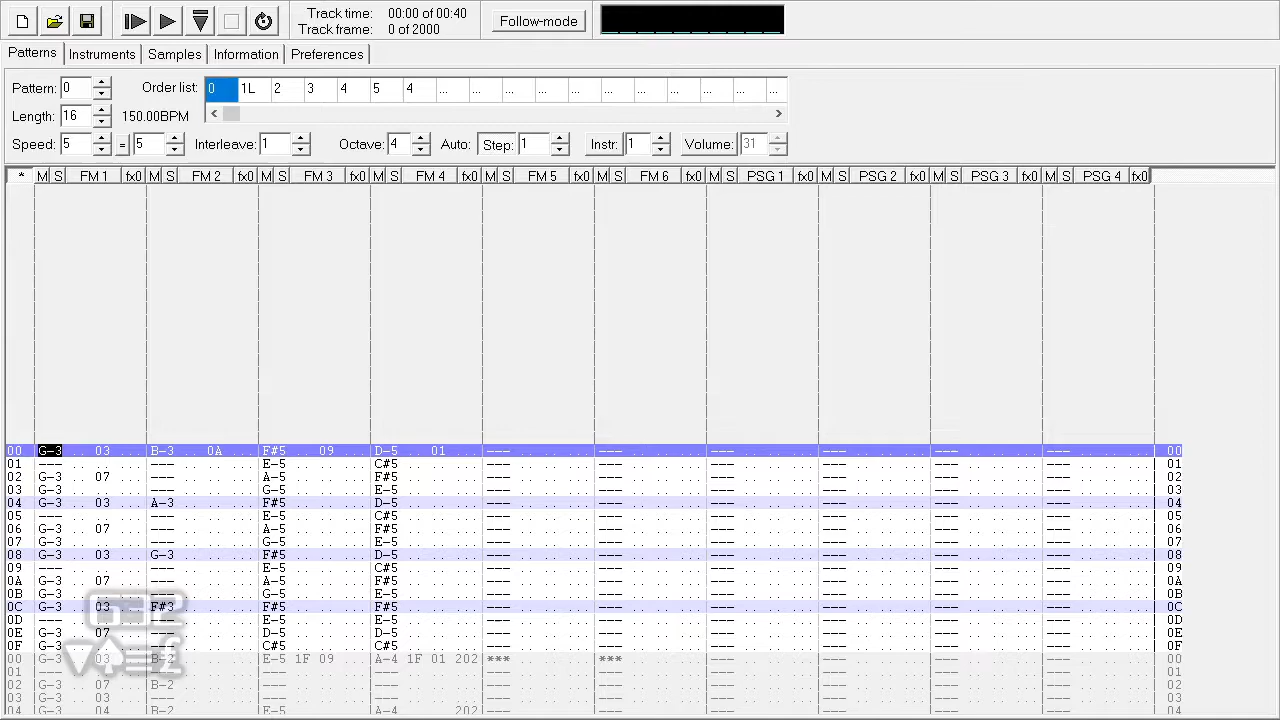 Track time: 00:00 of 00:40
Track frame: 0 of 2000
Follow-mode
Instruments Samples Information Preferences
Pattern: 0 Order list: 0 1L 2 3 4 5 4 ... ... ... ... ... ... ... ... ... ... ...
Length: 150.00BPM
Speed: = 5 Interleave: 1 Octave: 4 Auto: Step: 1 Instr: 1 Volume: 31
* M S FM 1 fx0 M S FM 2 fx0 M S FM 3 fx0 M S FM 4 fx0 M S FM 5 fx0 M S FM 6 fx0 M S PSG 1 fx0 M S PSG 2 fx0 M S PSG 3 fx0 M S PSG 4 fx0
00 G-3 03 B-3 0A F#5 09 D-5 01 --- --- --- --- --- --- 00
01 --- --- E-5 C#5 --- --- --- --- --- --- 01
02 G-3 07 --- A-5 F#5 --- --- --- --- --- --- 02
03 G-3 --- G-5 E-5 --- --- --- --- --- --- 03
04 G-3 03 A-3 F#5 D-5 --- --- --- --- --- --- 04
05 --- --- E-5 C#5 --- --- --- --- --- --- 05
06 G-3 07 --- A-5 F#5 --- --- --- --- --- --- 06
07 G-3 --- G-5 E-5 --- --- --- --- --- --- 07
08 G-3 03 G-3 F#5 D-5 --- --- --- --- --- --- 08
09 --- --- E-5 C#5 --- --- --- --- --- --- 09
0A G-3 07 --- A-5 F#5 --- --- --- --- --- --- 0A
0B G-3 --- G-5 E-5 --- --- --- --- --- --- 0B
0C G-3 F#5 F#5 --- --- --- --- --- --- 0C
0D --- --- E-5 E-5 --- --- --- --- --- --- 0D
0E G-3 07 --- D-5 D-5 --- --- --- --- --- --- 0E
G-3 C#5 C#5 --- --- --- --- --- ---
G-3 03 B-2 E-5 1F 09 A-4 1F 01 202 *** *** --- --- --- ---
--- --- --- --- --- --- --- ---
B-2 --- --- --- --- --- --- --- ---
--- --- --- --- --- --- --- --- ---